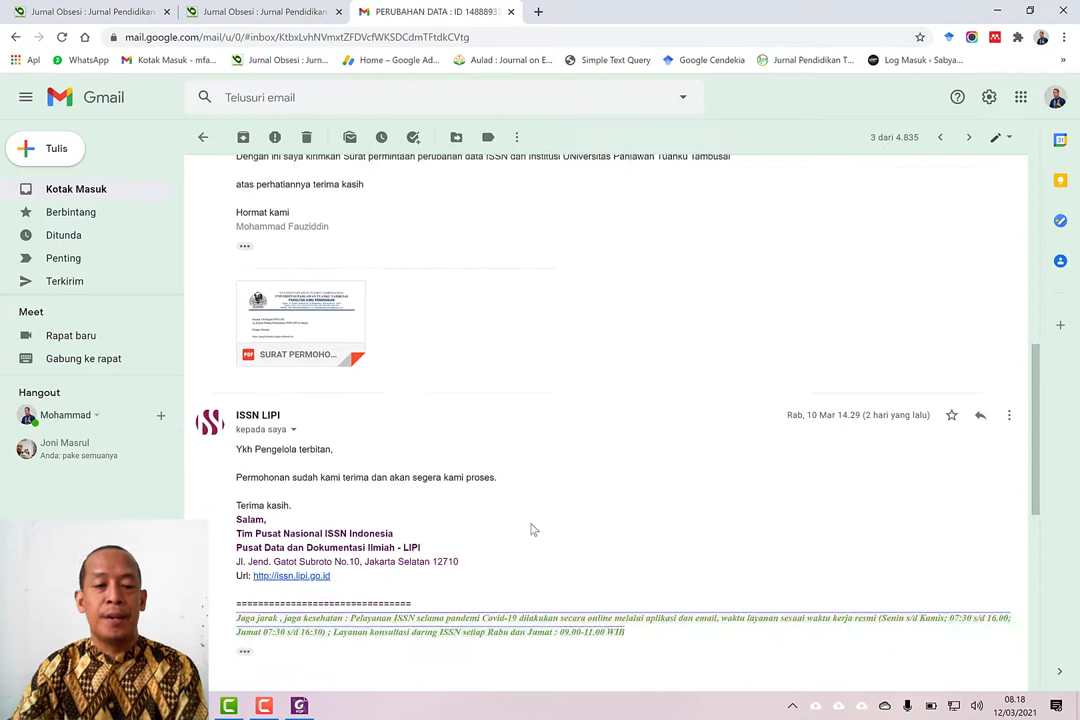 Jurnal Obsesi : Jurnal Pendidikan
Jurnal Obsesi : Jurnal Pendidikan
PERUBAHAN DATA : ID 14888933
mail.google.com/mail/u/0/#inbox/KtbxLvhNVmxtZFDVcfWKSDCdmTFtdkCVtg
Apl
WhatsApp
Kotak Masuk - mfa...
Jurnal Obsesi : Jurn...
Home – Google Ad...
Aulad : Journal on E...
Simple Text Query
Google Cendekia
Jurnal Pendidikan T...
Log Masuk ‹ Sabya...
»
Gmail
Telusuri email
Tulis
3 dari 4.835
Kotak Masuk
Berbintang
Ditunda
Penting
Terkirim
Meet
Rapat baru
Gabung ke rapat
Hangout
Mohammad
Joni Masrul
Anda: pake semuanya
Dengan ini saya kirimkan Surat permintaan perubahan data ISSN dari Institusi Universitas Pahlawan Tuanku Tambusai
atas perhatiannya terima kasih
Hormat kami
Mohammad Fauziddin
PDF SURAT PERMOHO...
ISSN LIPI
Rab, 10 Mar 14.29 (2 hari yang lalu)
kepada saya
Ykh Pengelola terbitan,
Permohonan sudah kami terima dan akan segera kami proses.
Terima kasih.
Salam,
Tim Pusat Nasional ISSN Indonesia
Pusat Data dan Dokumentasi Ilmiah - LIPI
Jl. Jend. Gatot Subroto No.10, Jakarta Selatan 12710
Url: http://issn.lipi.go.id
================================
Jaga jarak , jaga kesehatan : Pelayanan ISSN selama pandemi Covid-19 dilakukan secara online melalui aplikasi dan email, waktu layanan sesuai waktu kerja resmi (Senin s/d Kamis; 07:30 s/d 16.00;
Jumat 07:30 s/d 16:30) ; Layanan konsultasi daring ISSN setiap Rabu dan Jumat : 09.00-11.00 WIB
08.18
12/03/2021